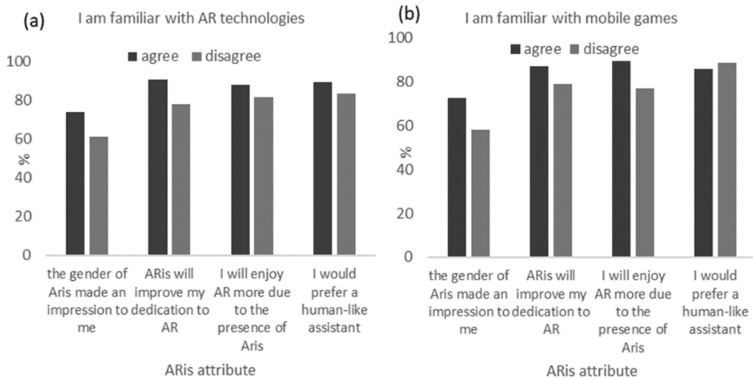 (a)
I am familiar with AR technologies
agree disagree
100
80
60
40
20
0
%
the gender of Aris made an impression to me
ARis will improve my dedication to AR
I will enjoy AR more due to the presence of Aris
I would prefer a human-like assistant
ARis attribute
(b)
I am familiar with mobile games
agree disagree
100
80
60
40
20
0
%
the gender of Aris made an impression to me
ARis will improve my dedication to AR
I will enjoy AR more due to the presence of Aris
I would prefer a human-like assistant
ARis attribute